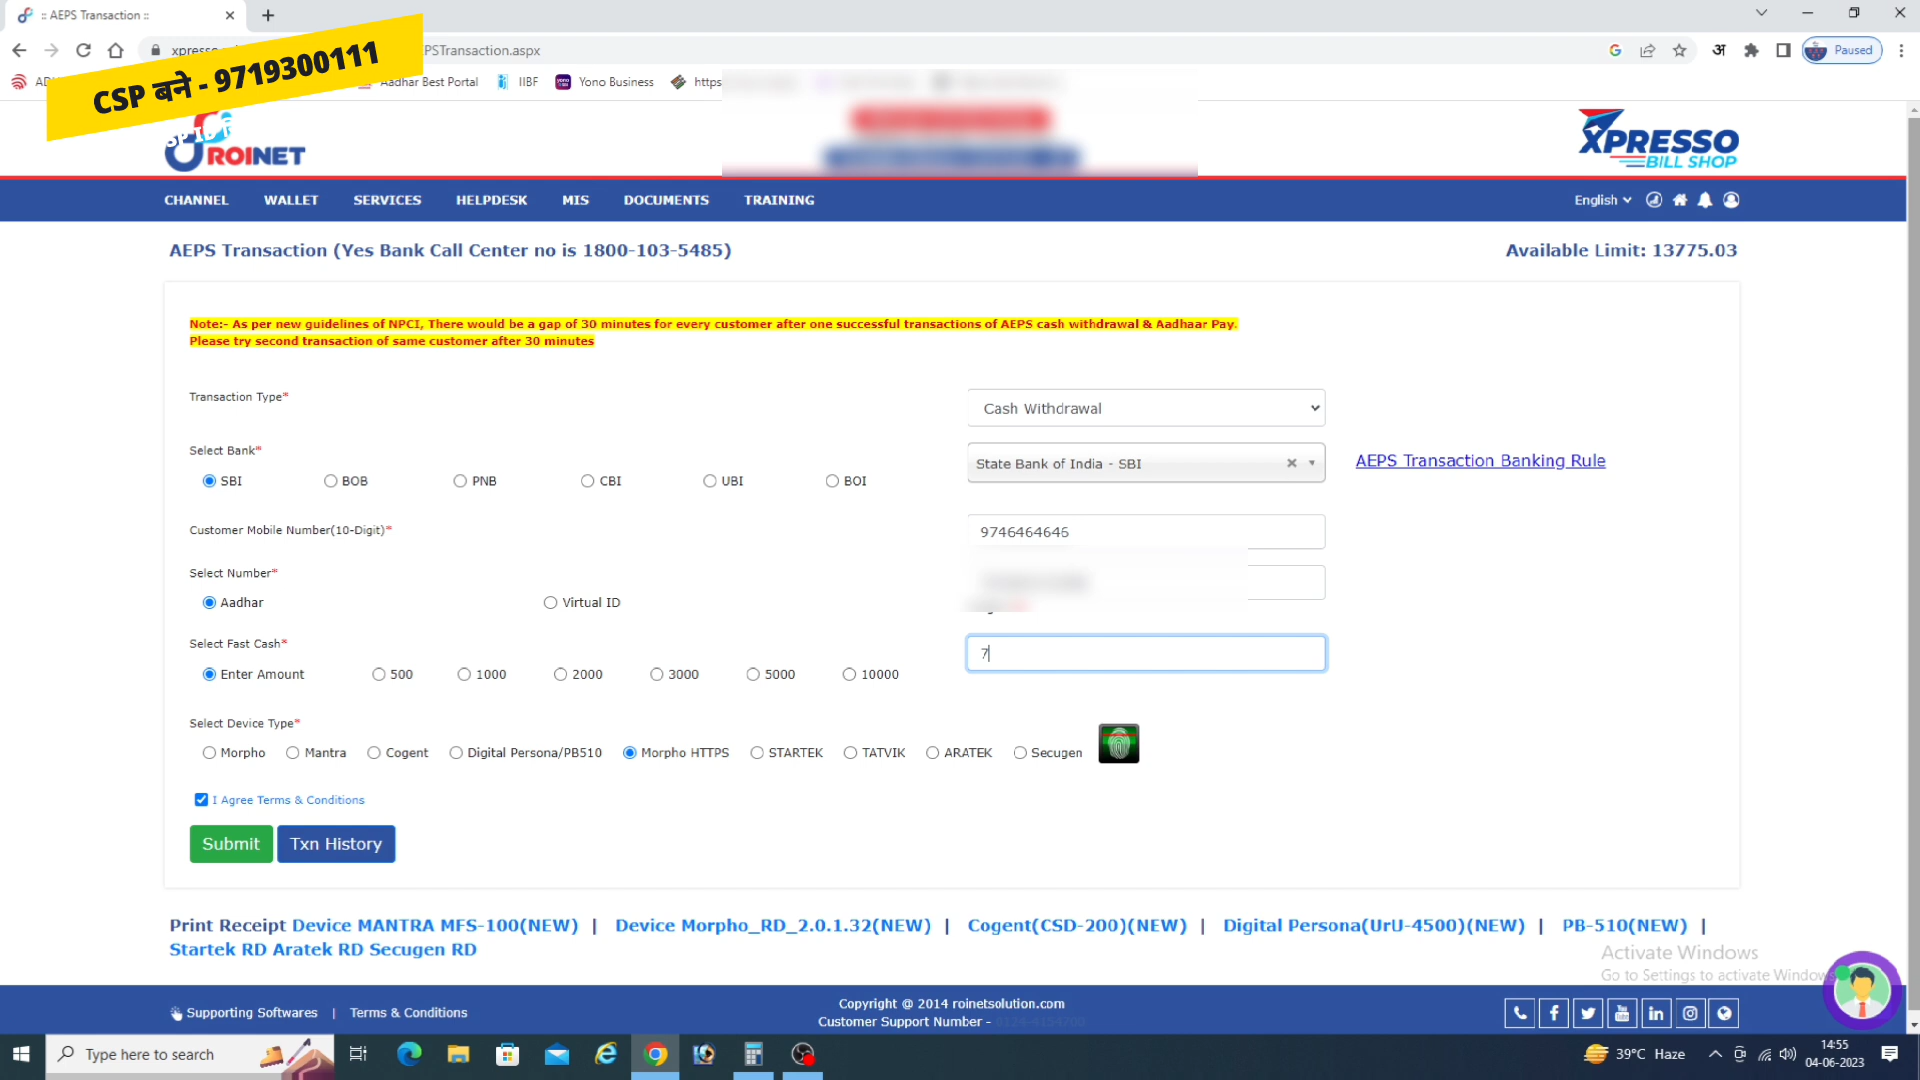 :: AEPS Transaction ::
PSTransaction.aspx
Paused
CSP बने - 9719300111
Aadhar Best Portal
IIBF
Yono Business
https
ROINET
XPRESSO
BILL SHOP
CHANNEL WALLET SERVICES HELPDESK MIS DOCUMENTS TRAINING
English
AEPS Transaction (Yes Bank Call Center no is 1800-103-5485)
Available Limit: 13775.03
Note:- As per new guidelines of NPCI, There would be a gap of 30 minutes for every customer after one successful transactions of AEPS cash withdrawal & Aadhaar Pay.
Please try second transaction of same customer after 30 minutes
Transaction Type*
Cash Withdrawal
Select Bank*
SBI BOB PNB CBI UBI BOI
State Bank of India - SBI
AEPS Transaction Banking Rule
Customer Mobile Number(10-Digit)*
9746464646
Select Number*
Aadhar Virtual ID
Select Fast Cash*
Enter Amount 500 1000 2000 3000 5000 10000
7
Select Device Type*
Morpho Mantra Cogent Digital Persona/PB510 Morpho HTTPS STARTEK TATVIK ARATEK Secugen
I Agree Terms & Conditions
Submit
Txn History
Print Receipt Device MANTRA MFS-100(NEW) | Device Morpho_RD_2.0.1.32(NEW) | Cogent(CSD-200)(NEW) | Digital Persona(UrU-4500)(NEW) | PB-510(NEW) |
Startek RD Aratek RD Secugen RD
Activate Windows
Go to Settings to activate Windows
Supporting Softwares | Terms & Conditions
Copyright @ 2014 roinetsolution.com
Customer Support Number -
Type here to search
39°C Haze
14:55
04-06-2023